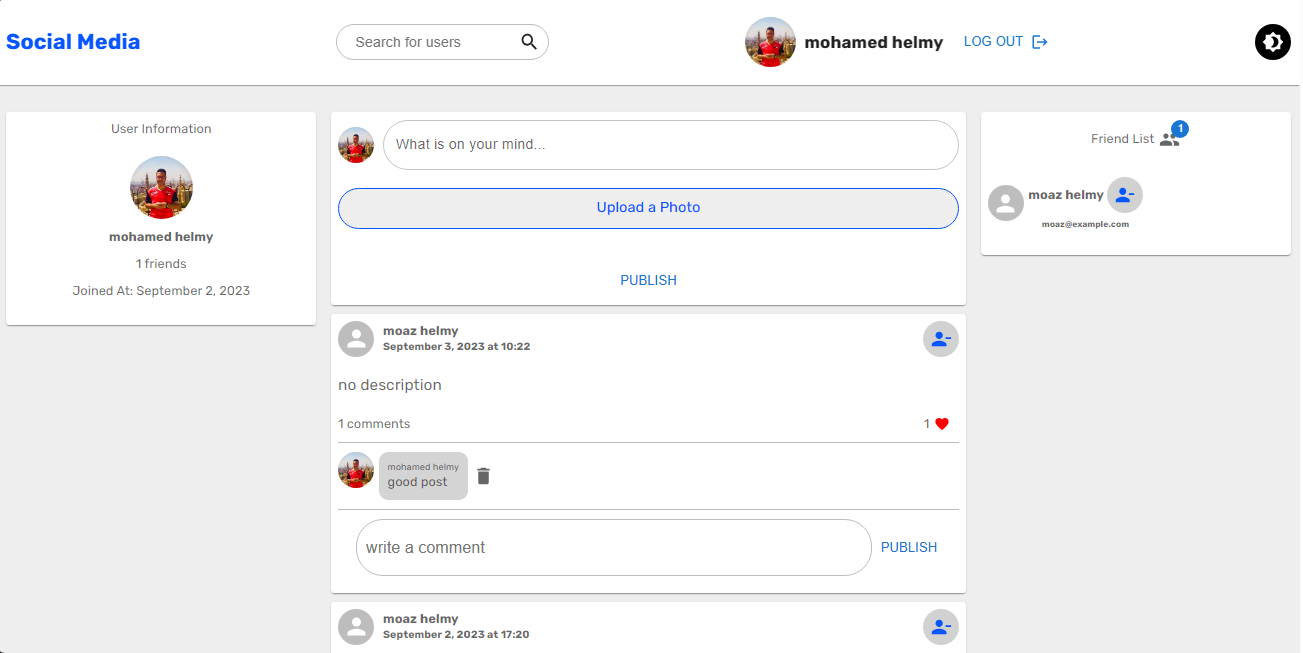 Social Media
Search for users
mohamed helmy
LOG OUT
User Information
mohamed helmy
1 friends
Joined At: September 2, 2023
What is on your mind...
Upload a Photo
PUBLISH
moaz helmy
September 3, 2023 at 10:22
no description
1 comments
1
mohamed helmy
good post
write a comment
PUBLISH
moaz helmy
September 2, 2023 at 17:20
Friend List
1
moaz helmy
moaz@example.com